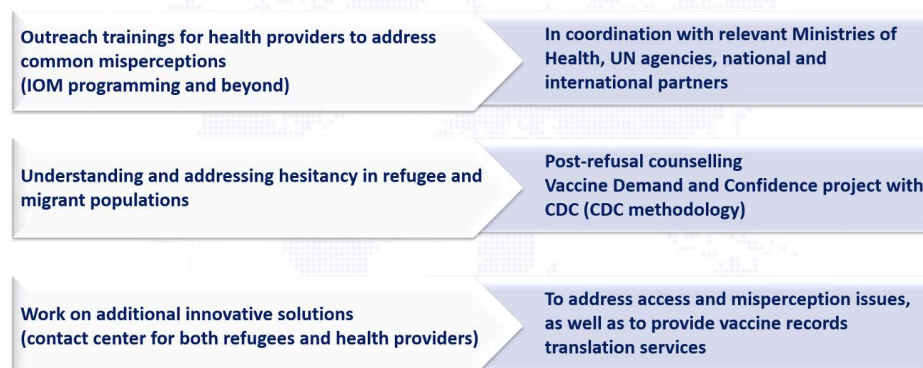 Outreach trainings for health providers to address
common misperceptions
(IOM programming and beyond)
In coordination with relevant Ministries of
Health, UN agencies, national and
international partners
Understanding and addressing hesitancy in refugee and
migrant populations
Post-refusal counselling
Vaccine Demand and Confidence project with
CDC (CDC methodology)
Work on additional innovative solutions
(contact center for both refugees and health providers)
To address access and misperception issues,
as well as to provide vaccine records
translation services